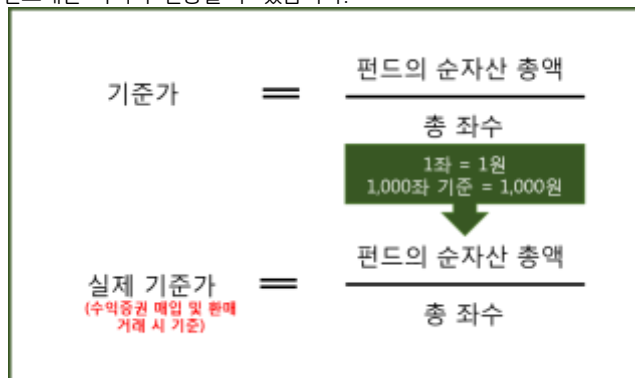 기준가
=
펀드의 순자산 총액
총 좌수
1좌 = 1원
1,000좌 기준 = 1,000원
실제 기준가
(수익증권 매입 및 환매
거래 시 기준)
=
펀드의 순자산 총액
총 좌수